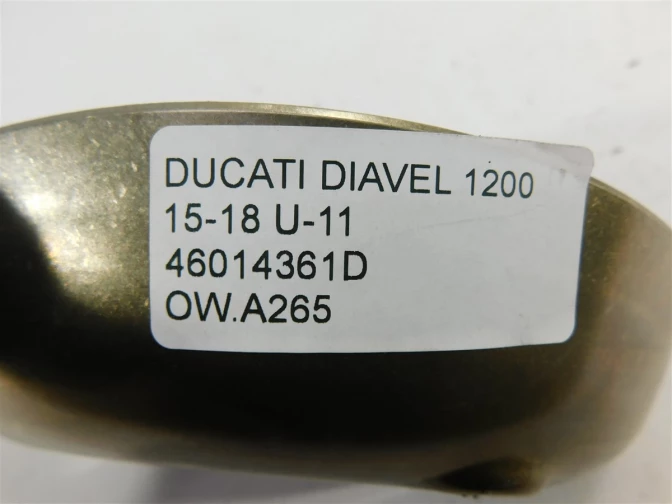 DUCATI DIAVEL 1200
15-18 U-11
46014361D
OW.A265